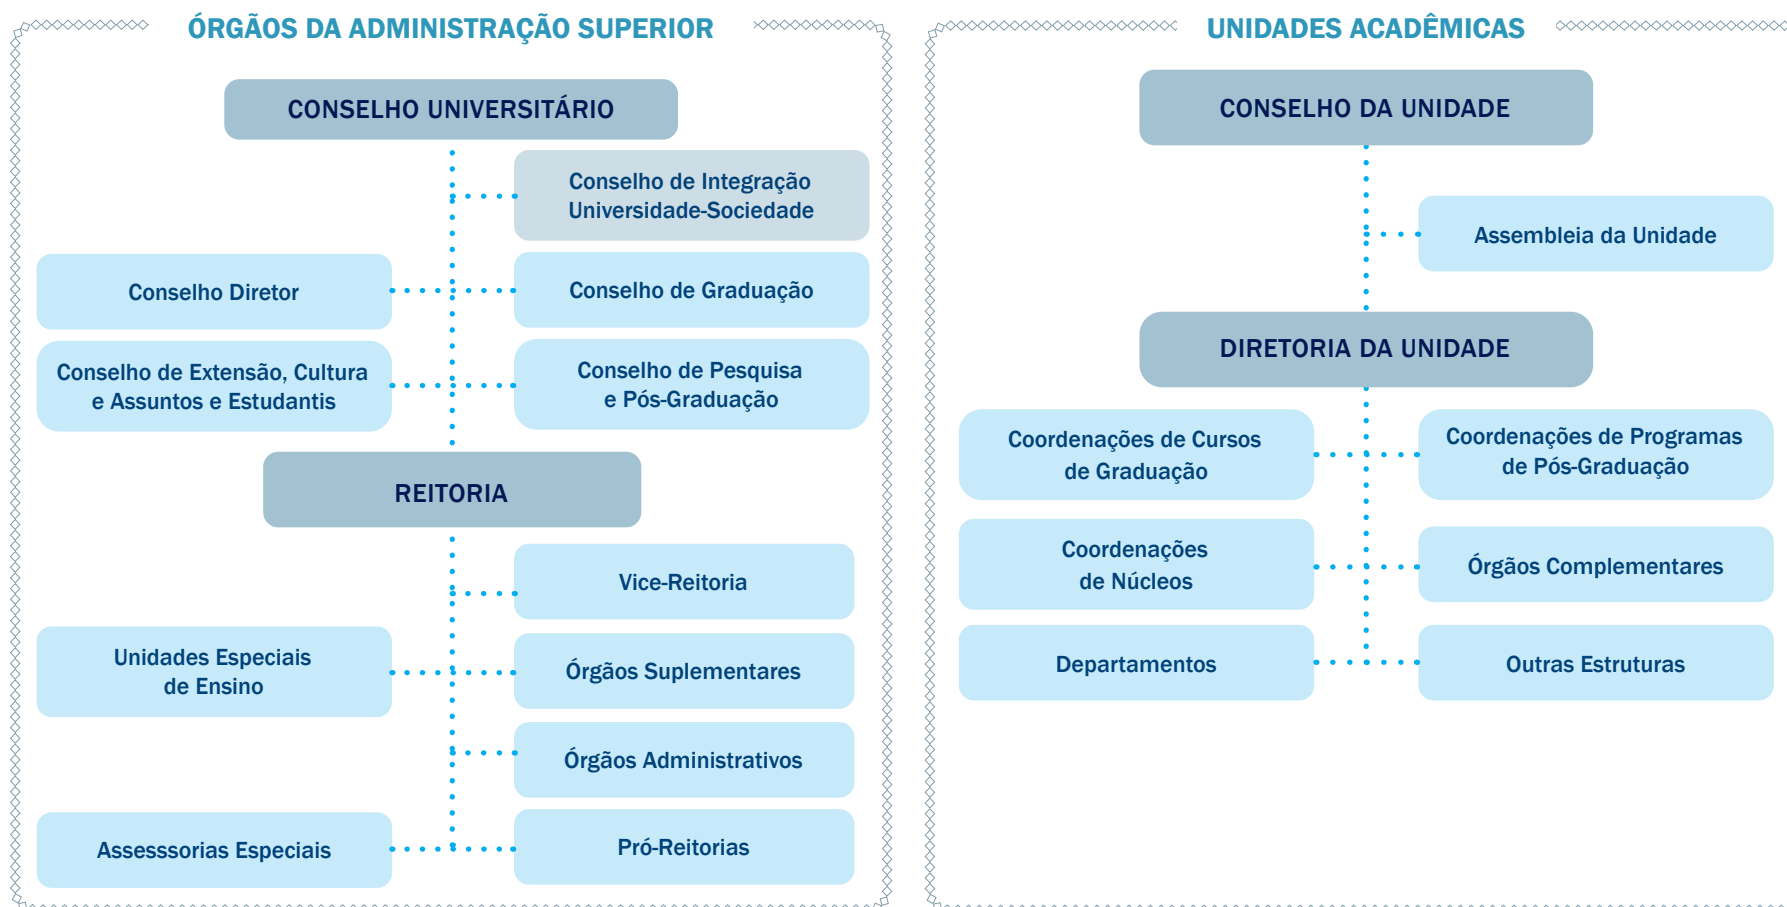 ÓRGÃOS DA ADMINISTRAÇÃO SUPERIOR
CONSELHO UNIVERSITÁRIO
Conselho de Integração
Universidade-Sociedade
Conselho Diretor
Conselho de Graduação
Conselho de Extensão, Cultura
e Assuntos e Estudantis
Conselho de Pesquisa
e Pós-Graduação
REITORIA
Vice-Reitoria
Unidades Especiais
de Ensino
Órgãos Suplementares
Órgãos Administrativos
Assesssorias Especiais
Pró-Reitorias
UNIDADES ACADÊMICAS
CONSELHO DA UNIDADE
Assembleia da Unidade
DIRETORIA DA UNIDADE
Coordenações de Cursos
de Graduação
Coordenações de Programas
de Pós-Graduação
Coordenações
de Núcleos
Órgãos Complementares
Departamentos
Outras Estruturas